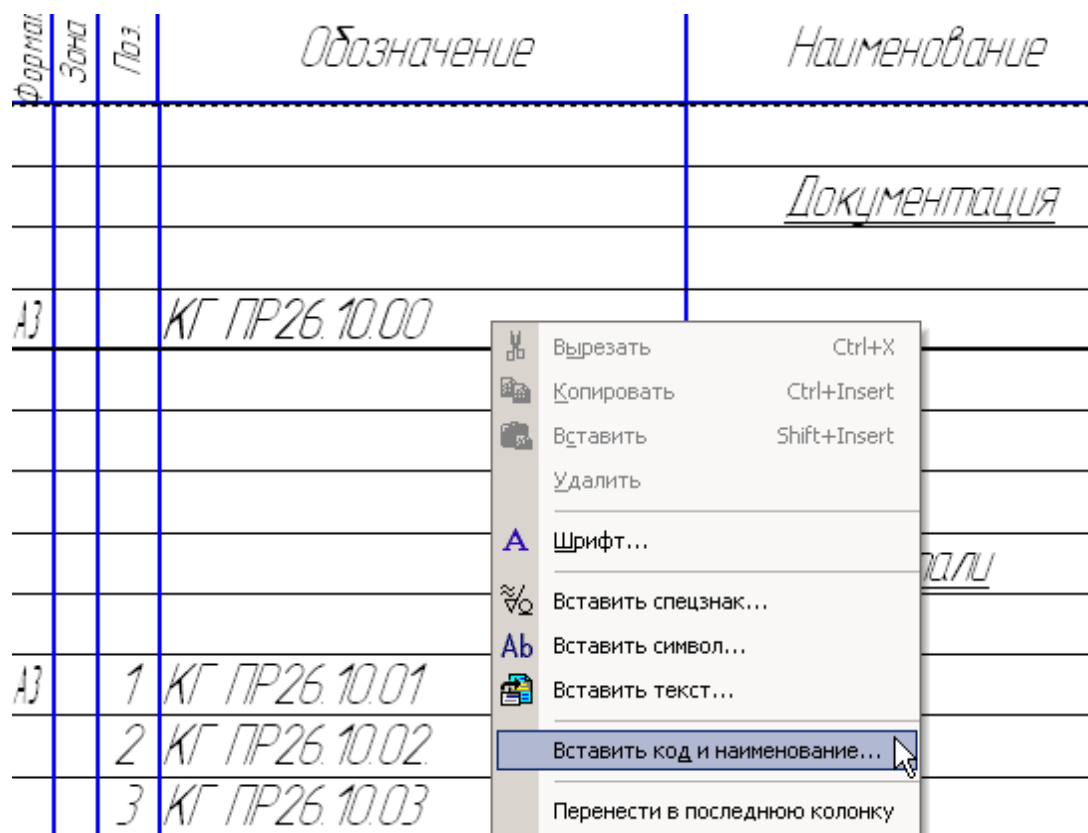 Формат Зона Поз. Обозначение Наименование
Документация
А3 КГ ПР26.10.00
Вырезать Ctrl+X
Копировать Ctrl+Insert
Вставить Shift+Insert
Удалить
Шрифт...
али
Вставить спецзнак...
Вставить символ...
А3 1 КГ ПР26.10.01
Вставить текст...
2 КГ ПР26.10.02.
Вставить код и наименование...
3 КГ ПР26.10.03
Перенести в последнюю колонку